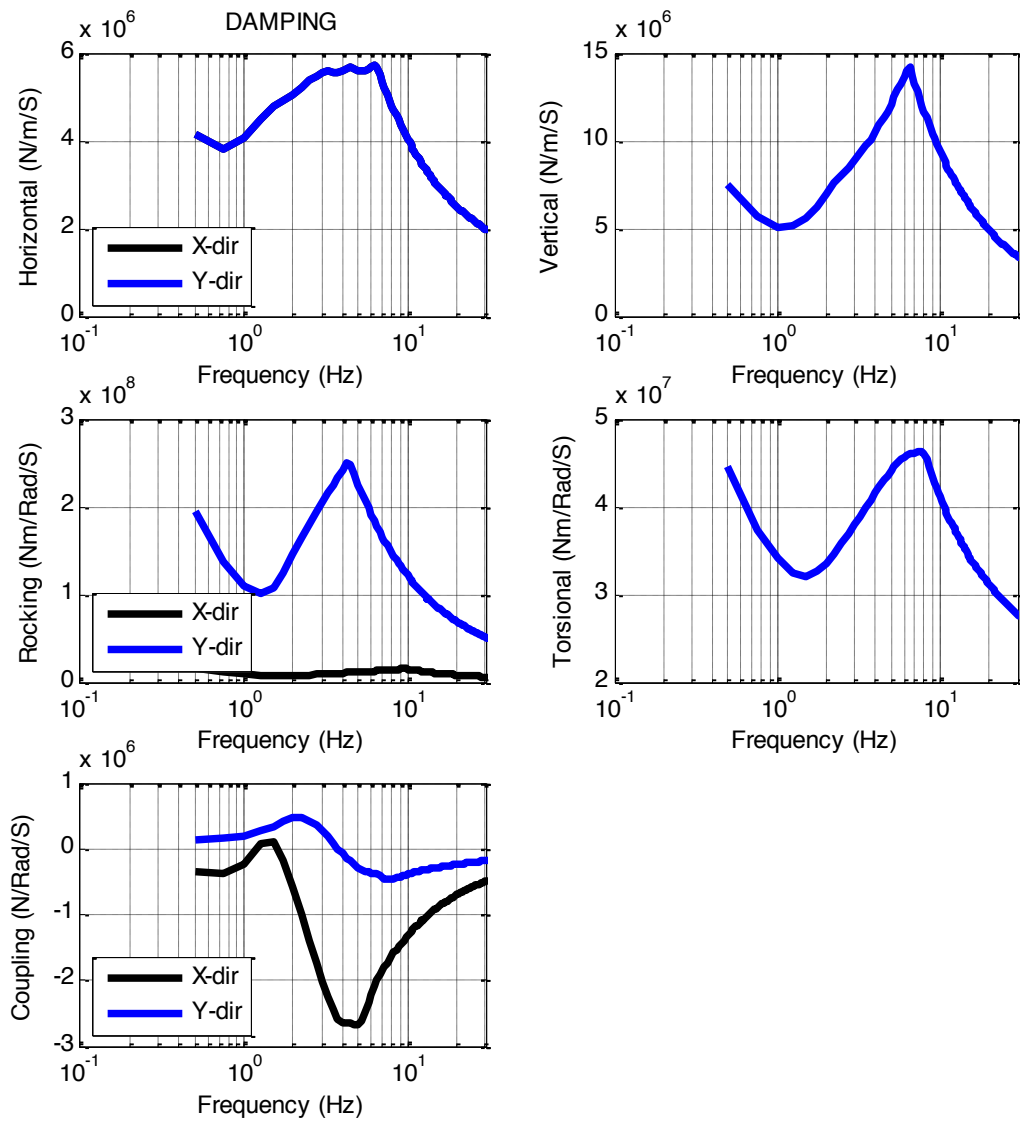 DAMPING
x 10^6
6
4
2
0
Horizontal (N/m/S)
X-dir
Y-dir
10^-1 10^0 10^1
Frequency (Hz)
x 10^6
15
10
5
0
Vertical (N/m/S)
10^-1 10^0 10^1
Frequency (Hz)
x 10^8
3
2
1
0
Rocking (Nm/Rad/S)
X-dir
Y-dir
10^-1 10^0 10^1
Frequency (Hz)
x 10^7
5
4
3
2
Torsional (Nm/Rad/S)
10^-1 10^0 10^1
Frequency (Hz)
x 10^6
1
0
-1
-2
-3
Coupling (N/Rad/S)
X-dir
Y-dir
10^-1 10^0 10^1
Frequency (Hz)